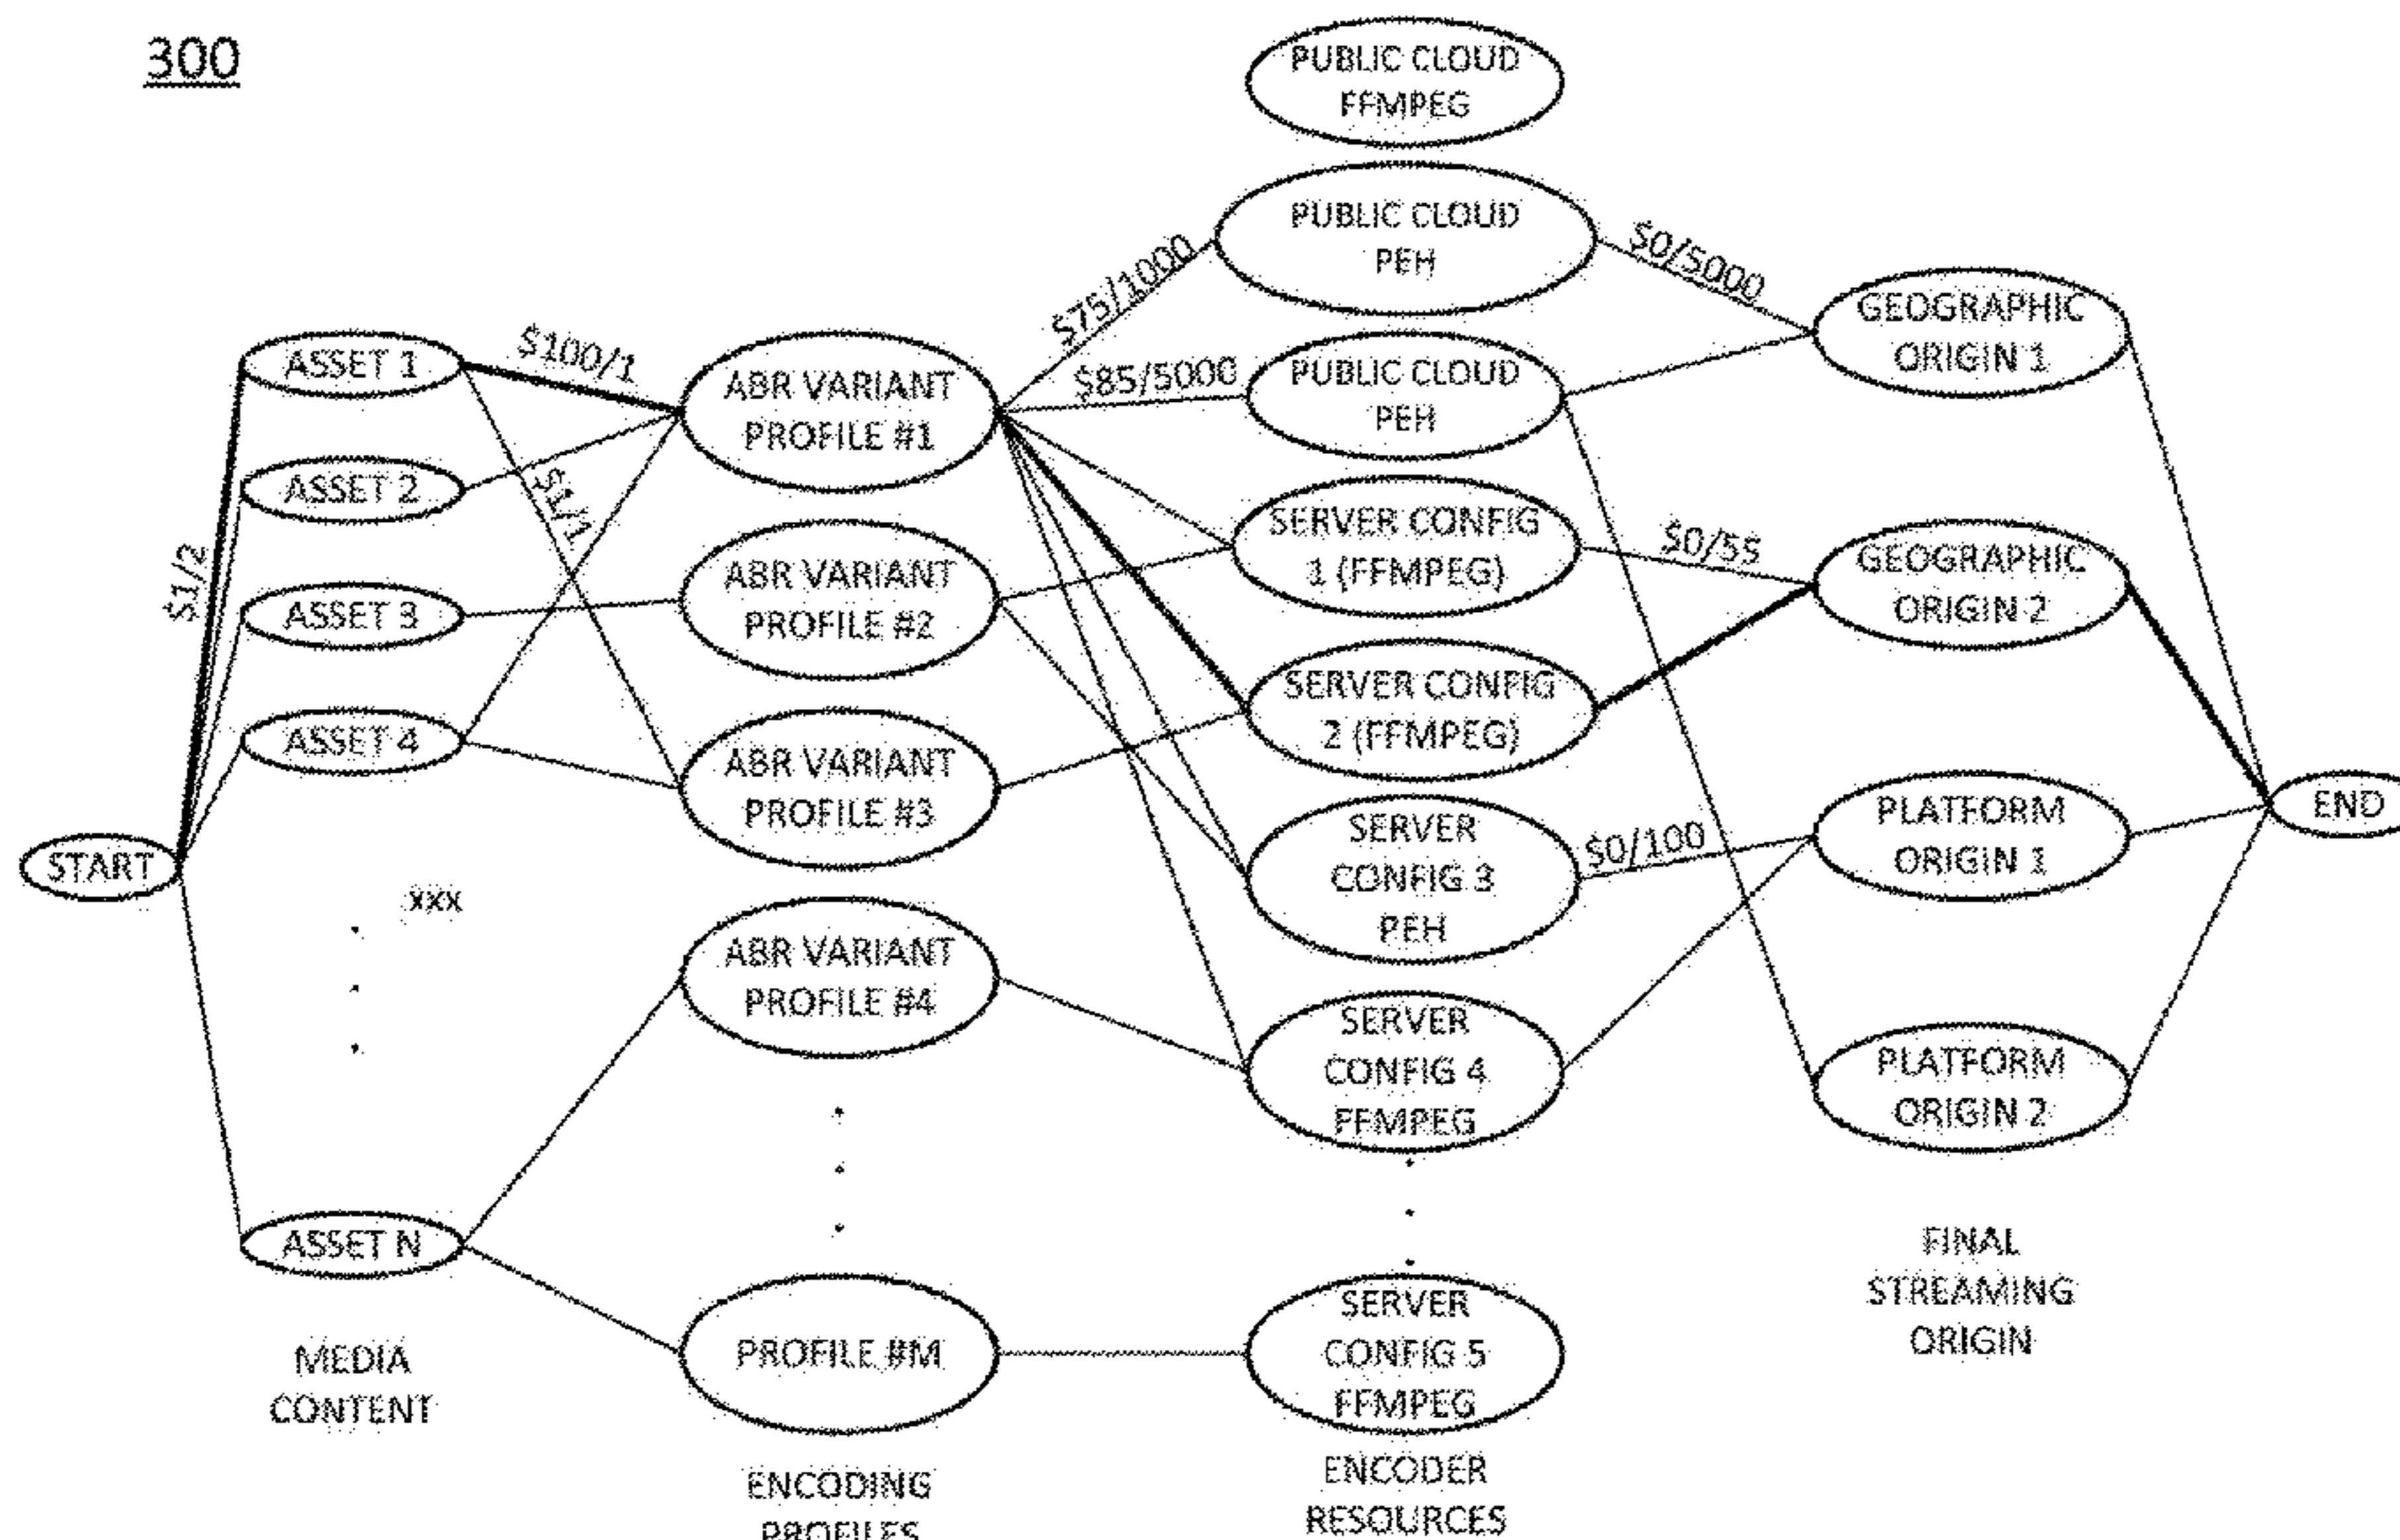 300
PUBLIC CLOUD
FFMPEG
PUBLIC CLOUD
PEH
$75/1000
$0/5000
GEOGRAPHIC
ORIGIN 1
ASSET 1
$100/1
ABR VARIANT
PROFILE #1
$85/5000
PUBLIC CLOUD
PEH
ASSET 2
$1/2
SERVER CONFIG
1 (FFMPEG)
$0/55
GEOGRAPHIC
ORIGIN 2
ASSET 3
ABR VARIANT
PROFILE #2
SERVER CONFIG
2 (FFMPEG)
ASSET 4
ABR VARIANT
PROFILE #3
START
xxx
SERVER
CONFIG 3
PEH
$0/100
PLATFORM
ORIGIN 1
END
ABR VARIANT
PROFILE #4
SERVER
CONFIG 4
FFMPEG
PLATFORM
ORIGIN 2
ASSET N
PROFILE #M
SERVER
CONFIG 5
FFMPEG
MEDIA
CONTENT
ENCODING
PROFILES
ENCODER
RESOURCES
FINAL
STREAMING
ORIGIN